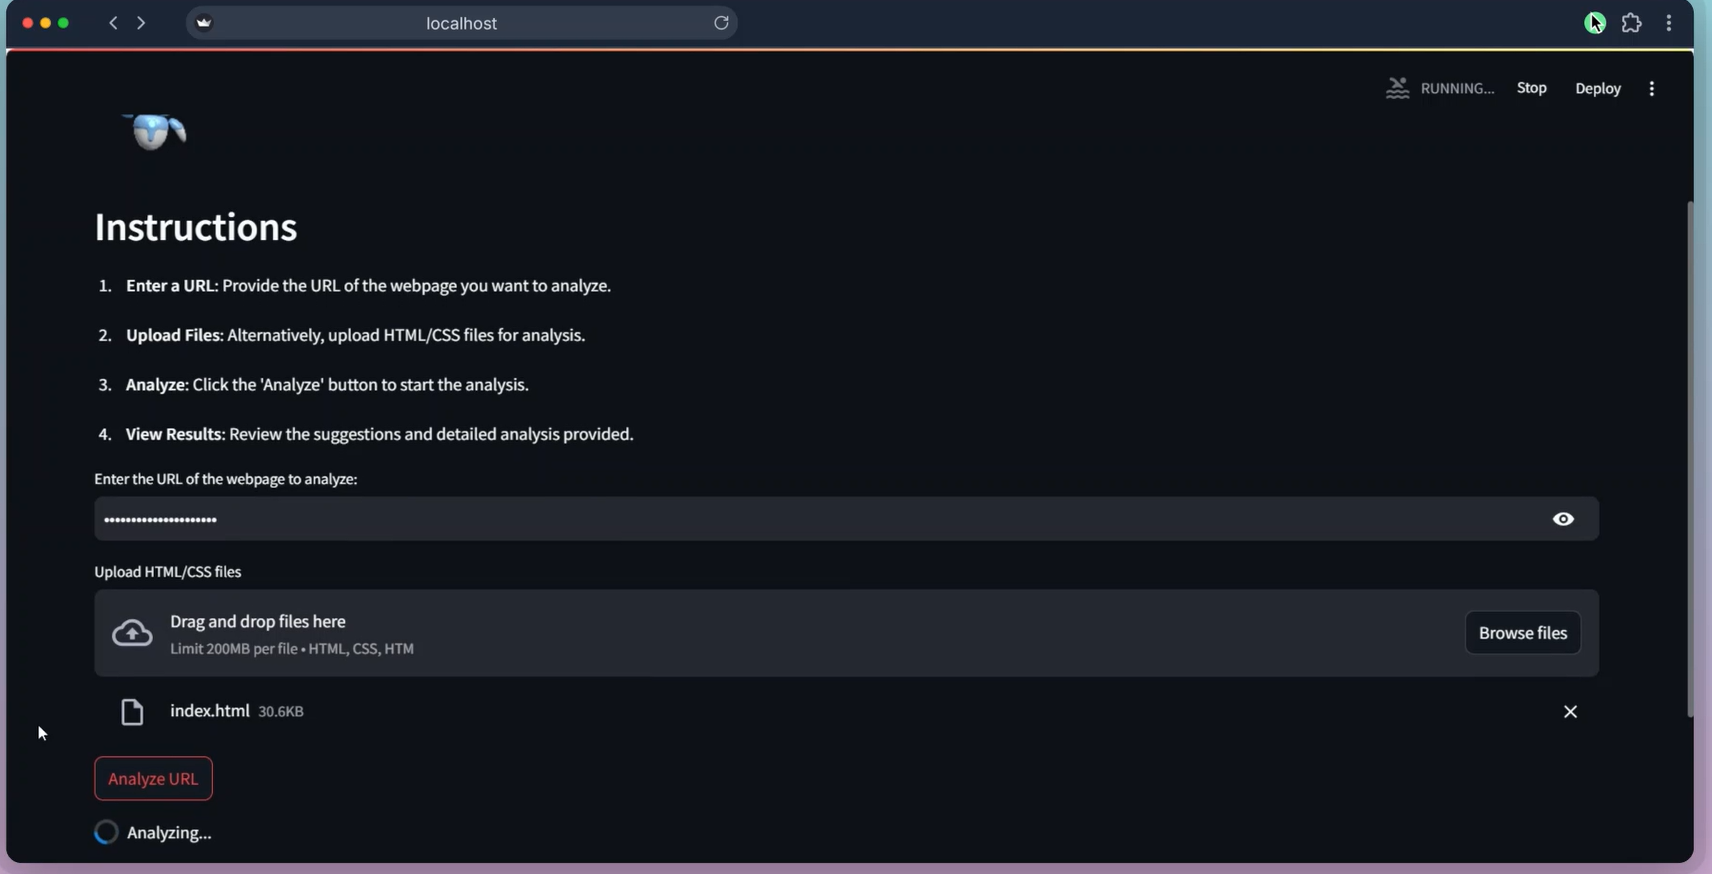 localhost
RUNNING... Stop Deploy
Instructions
1. Enter a URL: Provide the URL of the webpage you want to analyze.
2. Upload Files: Alternatively, upload HTML/CSS files for analysis.
3. Analyze: Click the 'Analyze' button to start the analysis.
4. View Results: Review the suggestions and detailed analysis provided.
Enter the URL of the webpage to analyze:
•••••••••••••••••••••
Upload HTML/CSS files
Drag and drop files here
Limit 200MB per file • HTML, CSS, HTM
Browse files
index.html 30.6KB
Analyze URL
Analyzing...